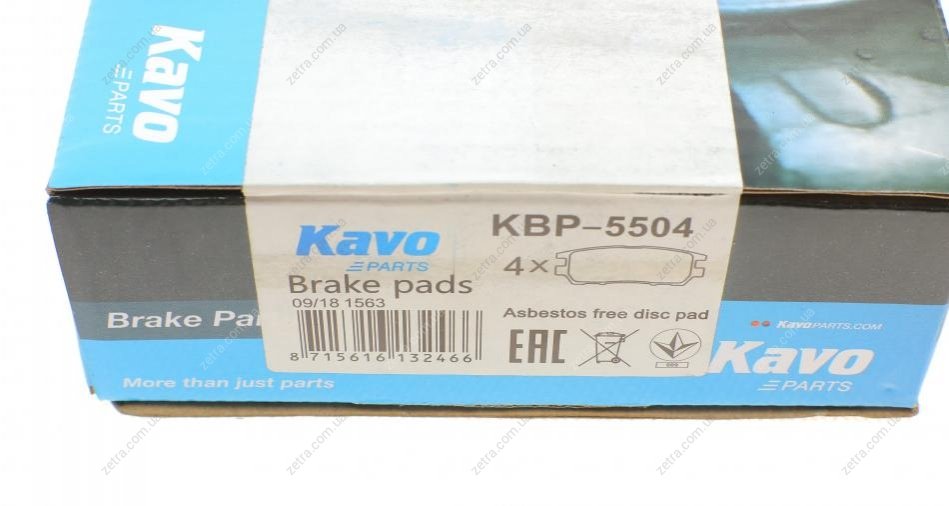 Kavo
PARTS
Kavo
PARTS
Brake pads
09/18 1563
8 715616 132466
KBP-5504
4×
Asbestos free disc pad
EAC
Brake Pa
More than just parts
KavoPARTS.COM
Kavo
PARTS
zetra.com.ua